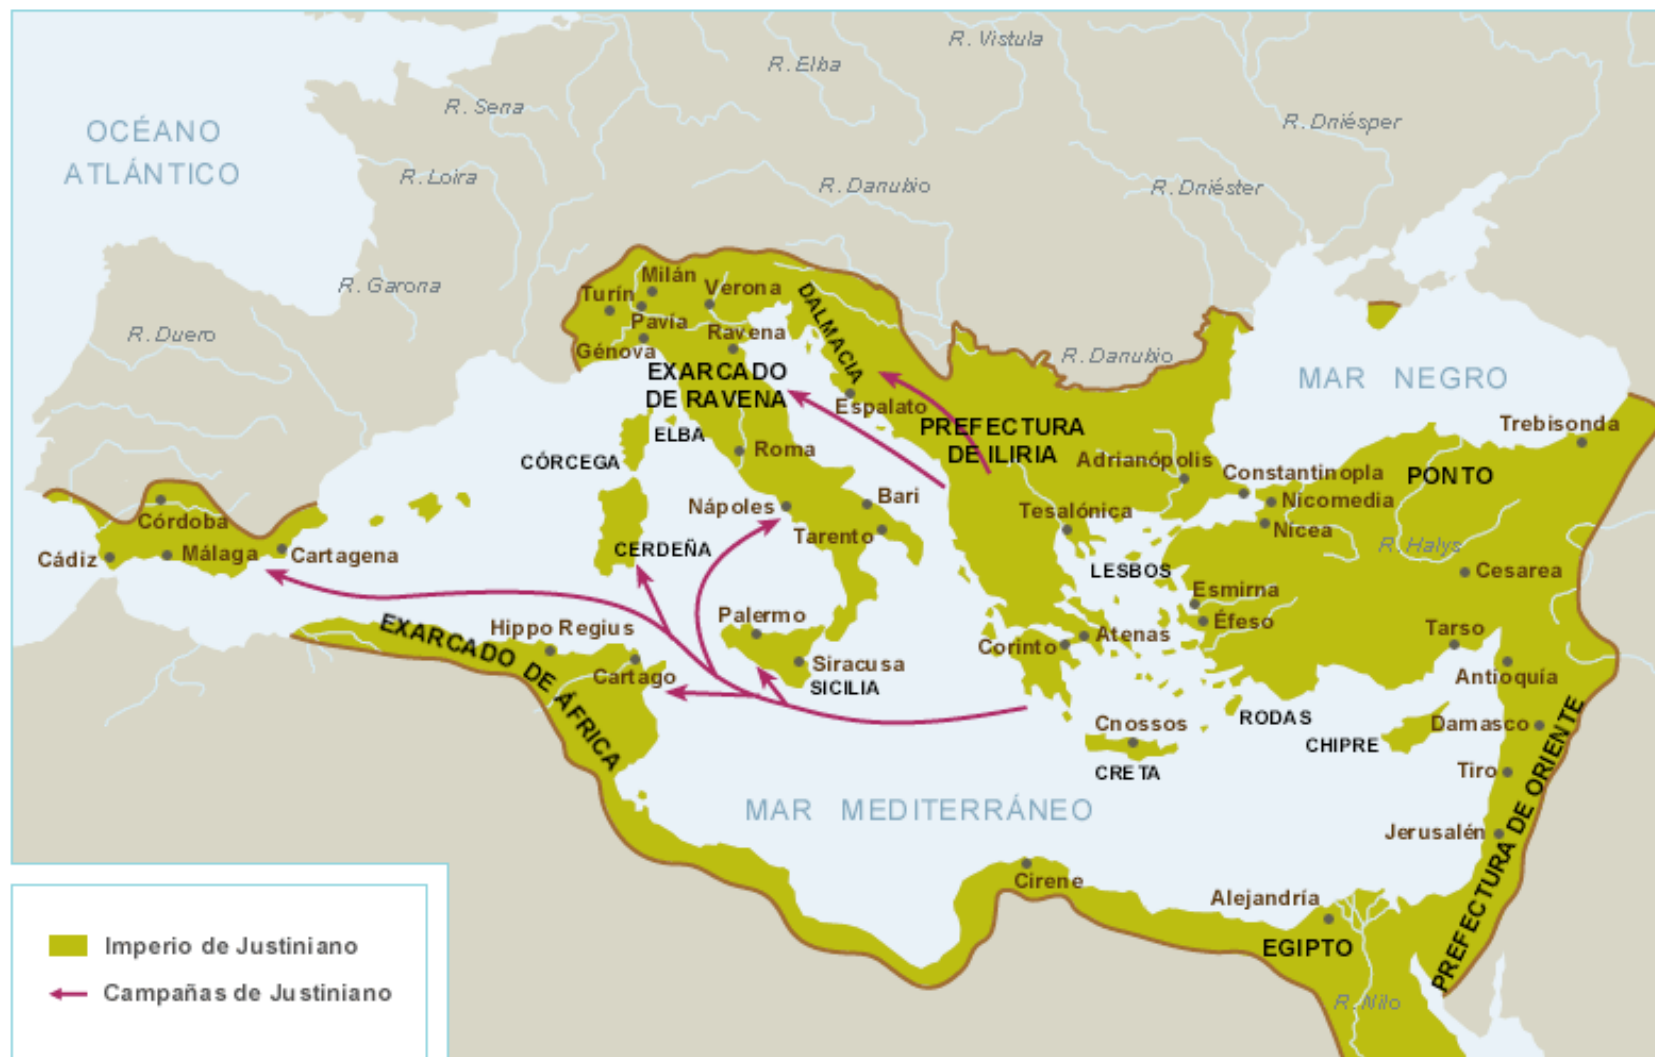 R. Vistula
R. Elba
R. Sena
OCÉANO
ATLÁNTICO
R. Dniésper
R. Loira
R. Danubio
R. Dniéster
R. Garona
R. Duero
Milán
Turín
Verona
DALMACIA
Pavía
Ravena
Génova
R. Danubio
EXARCADO
DE RAVENA
MAR NEGRO
Espalato
ELBA
PREFECTURA
DE ILIRIA
Trebisonda
Roma
CÓRCEGA
Adrianópolis
Constantinopla
PONTO
Nápoles
Bari
Nicomedia
Córdoba
Tesalónica
Nicea
Tarento
Cádiz
Málaga
Cartagena
CERDEÑA
R. Halys
LESBOS
Cesarea
Esmirna
Palermo
Éfeso
EXARCADO DE ÁFRICA
Hippo Regius
Atenas
Tarso
Corinto
Cartago
Siracusa
SICILIA
Antioquía
RODAS
Cnossos
Damasco
CHIPRE
CRETA
Tiro
MAR MEDITERRÁNEO
Jerusalén
PREFECTURA DE ORIENTE
Cirene
Alejandría
EGIPTO
R. Nilo
Imperio de Justiniano
Campañas de Justiniano